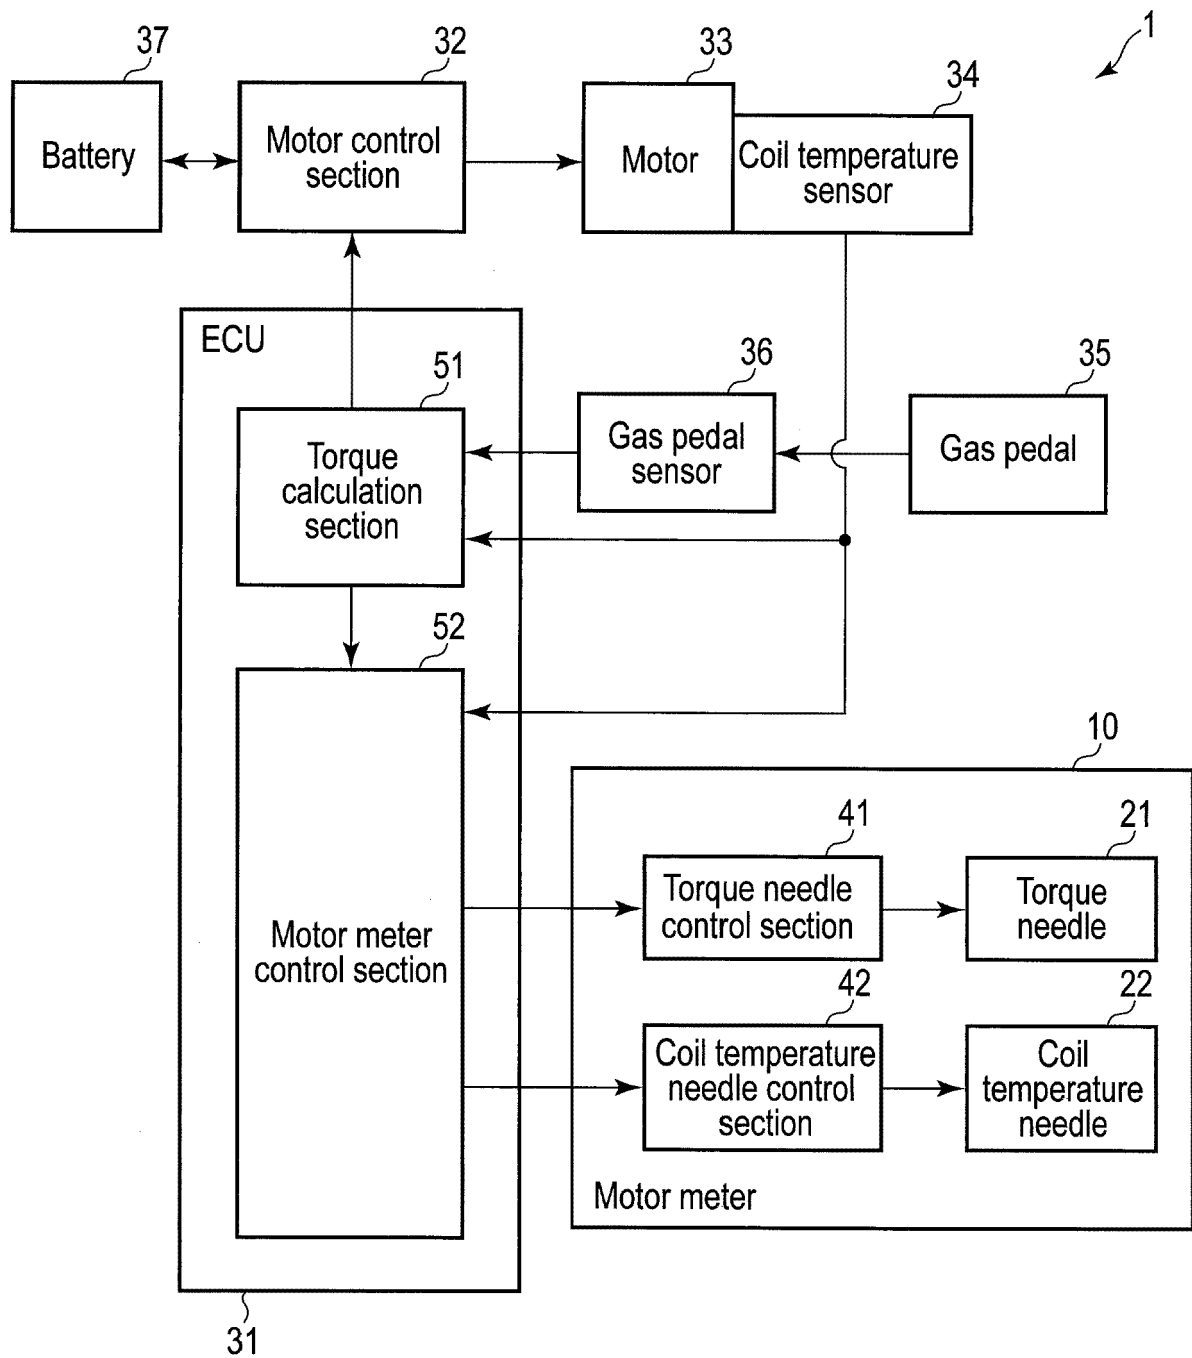 1
37
32
33
34
Battery
Motor control
section
Motor
Coil temperature
sensor
ECU
51
36
35
Torque
calculation
section
Gas pedal
sensor
Gas pedal
52
10
Motor meter
control section
41
21
Torque needle
control section
Torque
needle
42
22
Coil temperature
needle control
section
Coil
temperature
needle
Motor meter
31